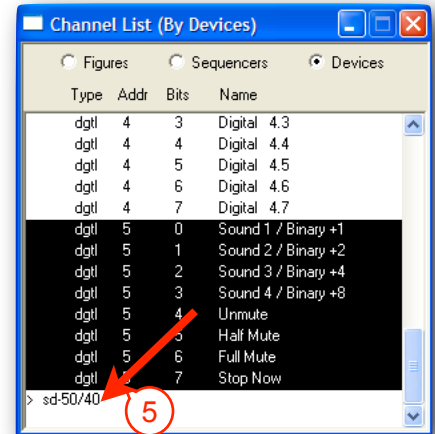 Channel List (By Devices)
Figures Sequencers Devices
Type Addr Bits Name
dgtl 4 3 Digital 4.3
dgtl 4 4 Digital 4.4
dgtl 4 5 Digital 4.5
dgtl 4 6 Digital 4.6
dgtl 4 7 Digital 4.7
dgtl 5 0 Sound 1 / Binary +1
dgtl 5 1 Sound 2 / Binary +2
dgtl 5 2 Sound 3 / Binary +4
dgtl 5 3 Sound 4 / Binary +8
dgtl 5 4 Unmute
dgtl 5 5 Half Mute
dgtl 5 6 Full Mute
dgtl 5 7 Stop Now
> sd-50/40
5